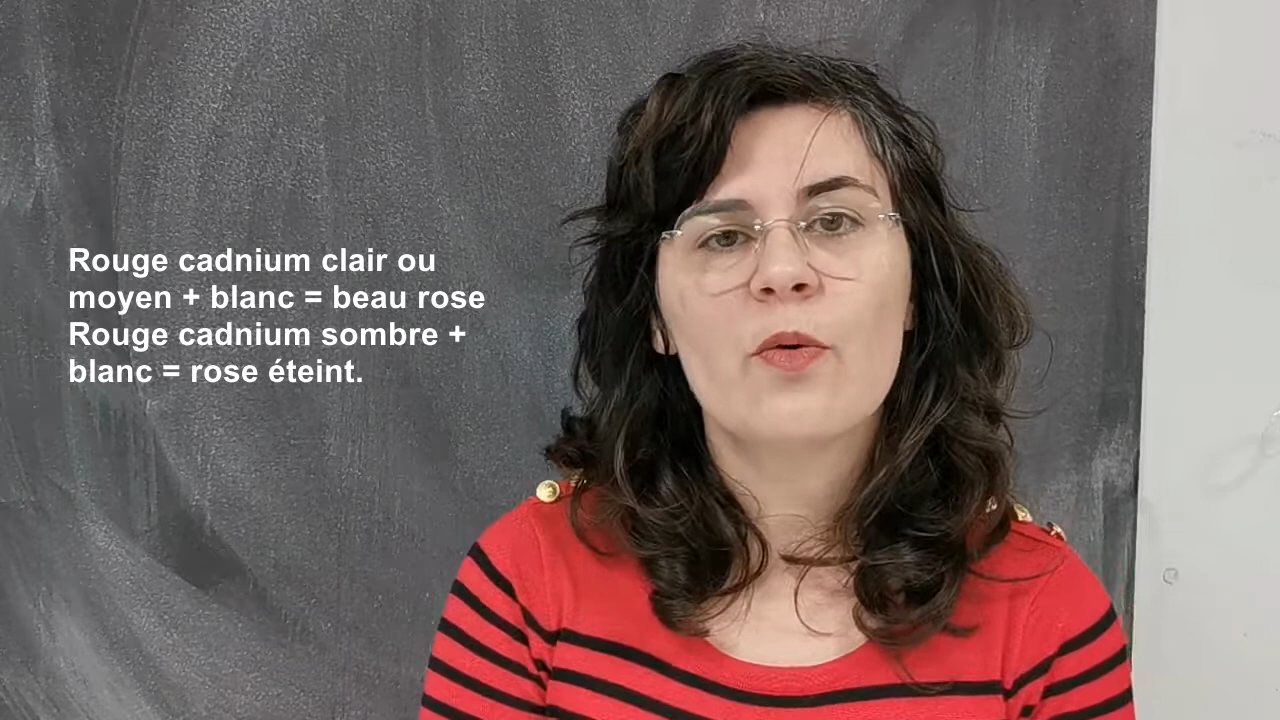 Rouge cadnium clair ou
moyen + blanc = beau rose
Rouge cadnium sombre +
blanc = rose éteint.